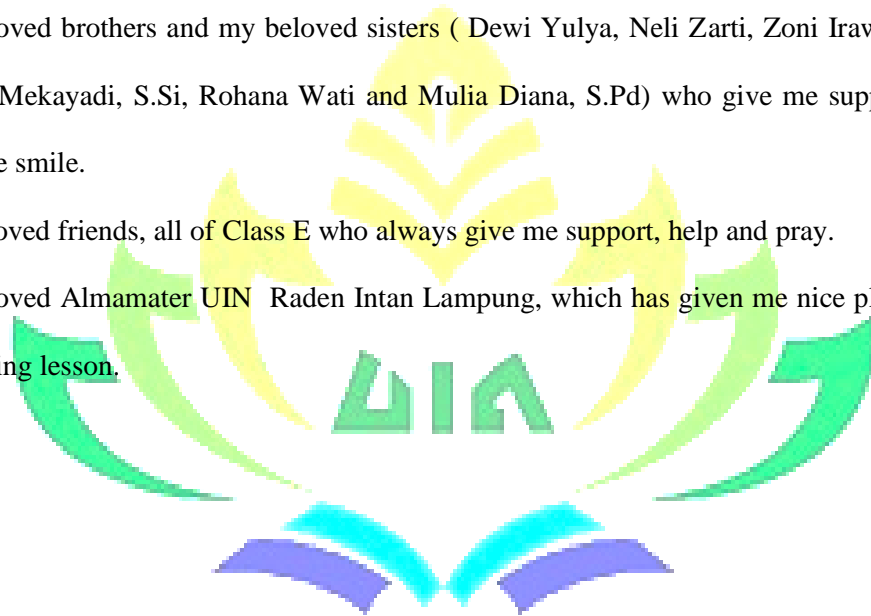 oved brothers and my beloved sisters ( Dewi Yulya, Neli Zarti, Zoni Iraw
Mekayadi, S.Si, Rohana Wati and Mulia Diana, S.Pd) who give me supp
e smile.
oved friends, all of Class E who always give me support, help and pray.
oved Almamater UIN Raden Intan Lampung, which has given me nice pl
ing lesson.
UIN